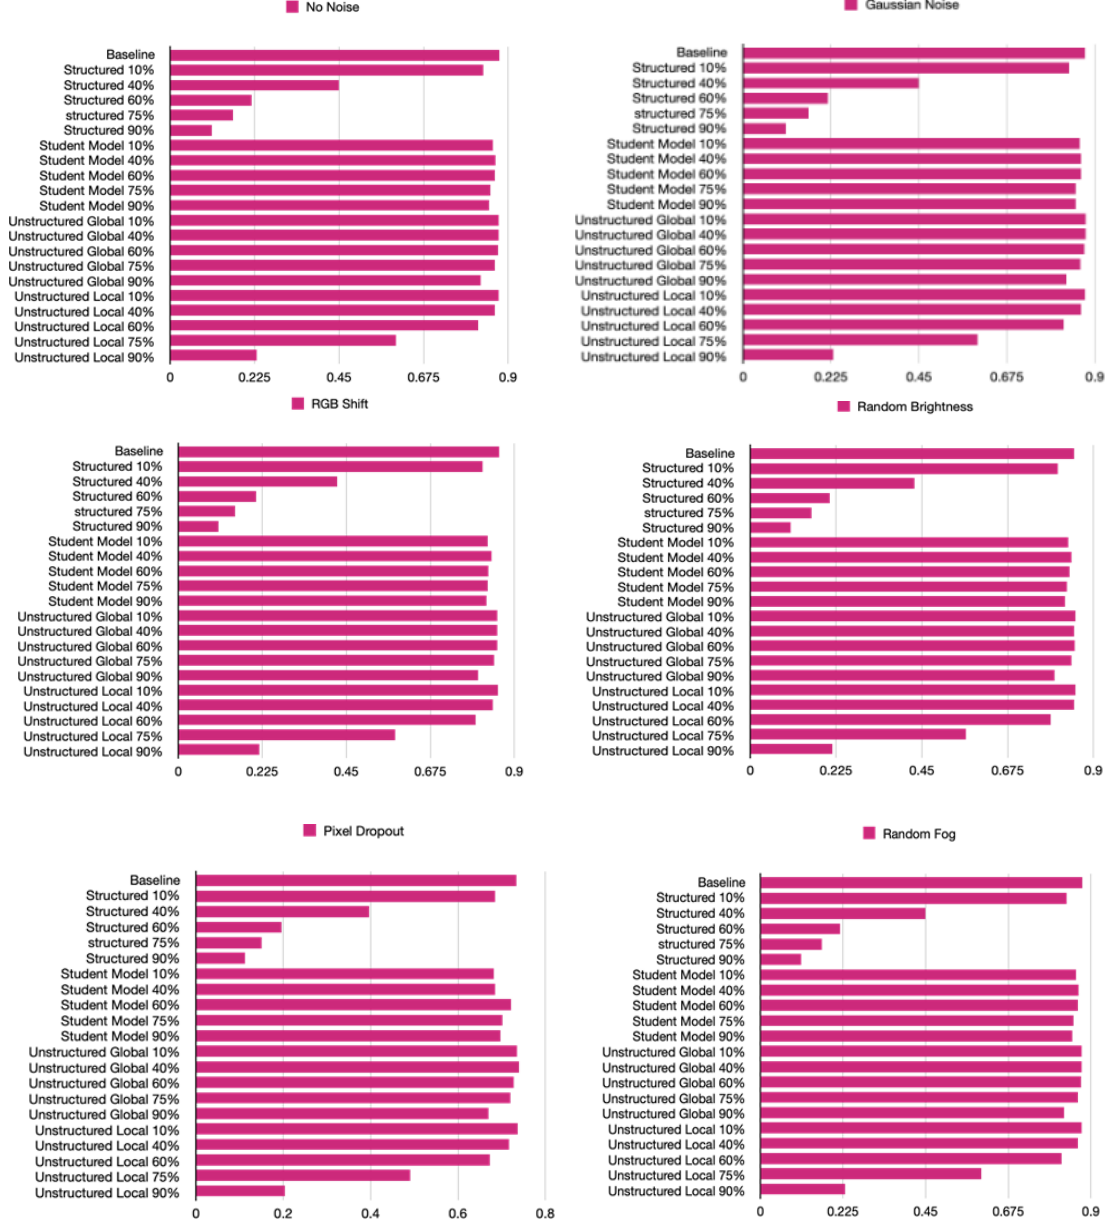 No Noise
Baseline
Structured 10%
Structured 40%
Structured 60%
structured 75%
Structured 90%
Student Model 10%
Student Model 40%
Student Model 60%
Student Model 75%
Student Model 90%
Unstructured Global 10%
Unstructured Global 40%
Unstructured Global 60%
Unstructured Global 75%
Unstructured Global 90%
Unstructured Local 10%
Unstructured Local 40%
Unstructured Local 60%
Unstructured Local 75%
Unstructured Local 90%
0 0.225 0.45 0.675 0.9
Gaussian Noise
Baseline
Structured 10%
Structured 40%
Structured 60%
structured 75%
Structured 90%
Student Model 10%
Student Model 40%
Student Model 60%
Student Model 75%
Student Model 90%
Unstructured Global 10%
Unstructured Global 40%
Unstructured Global 60%
Unstructured Global 75%
Unstructured Global 90%
Unstructured Local 10%
Unstructured Local 40%
Unstructured Local 60%
Unstructured Local 75%
Unstructured Local 90%
0 0.225 0.45 0.675 0.9
RGB Shift
Baseline
Structured 10%
Structured 40%
Structured 60%
structured 75%
Structured 90%
Student Model 10%
Student Model 40%
Student Model 60%
Student Model 75%
Student Model 90%
Unstructured Global 10%
Unstructured Global 40%
Unstructured Global 60%
Unstructured Global 75%
Unstructured Global 90%
Unstructured Local 10%
Unstructured Local 40%
Unstructured Local 60%
Unstructured Local 75%
Unstructured Local 90%
0 0.225 0.45 0.675 0.9
Random Brightness
Baseline
Structured 10%
Structured 40%
Structured 60%
structured 75%
Structured 90%
Student Model 10%
Student Model 40%
Student Model 60%
Student Model 75%
Student Model 90%
Unstructured Global 10%
Unstructured Global 40%
Unstructured Global 60%
Unstructured Global 75%
Unstructured Global 90%
Unstructured Local 10%
Unstructured Local 40%
Unstructured Local 60%
Unstructured Local 75%
Unstructured Local 90%
0 0.225 0.45 0.675 0.9
Pixel Dropout
Baseline
Structured 10%
Structured 40%
Structured 60%
structured 75%
Structured 90%
Student Model 10%
Student Model 40%
Student Model 60%
Student Model 75%
Student Model 90%
Unstructured Global 10%
Unstructured Global 40%
Unstructured Global 60%
Unstructured Global 75%
Unstructured Global 90%
Unstructured Local 10%
Unstructured Local 40%
Unstructured Local 60%
Unstructured Local 75%
Unstructured Local 90%
0 0.2 0.4 0.6 0.8
Random Fog
Baseline
Structured 10%
Structured 40%
Structured 60%
structured 75%
Structured 90%
Student Model 10%
Student Model 40%
Student Model 60%
Student Model 75%
Student Model 90%
Unstructured Global 10%
Unstructured Global 40%
Unstructured Global 60%
Unstructured Global 75%
Unstructured Global 90%
Unstructured Local 10%
Unstructured Local 40%
Unstructured Local 60%
Unstructured Local 75%
Unstructured Local 90%
0 0.225 0.45 0.675 0.9